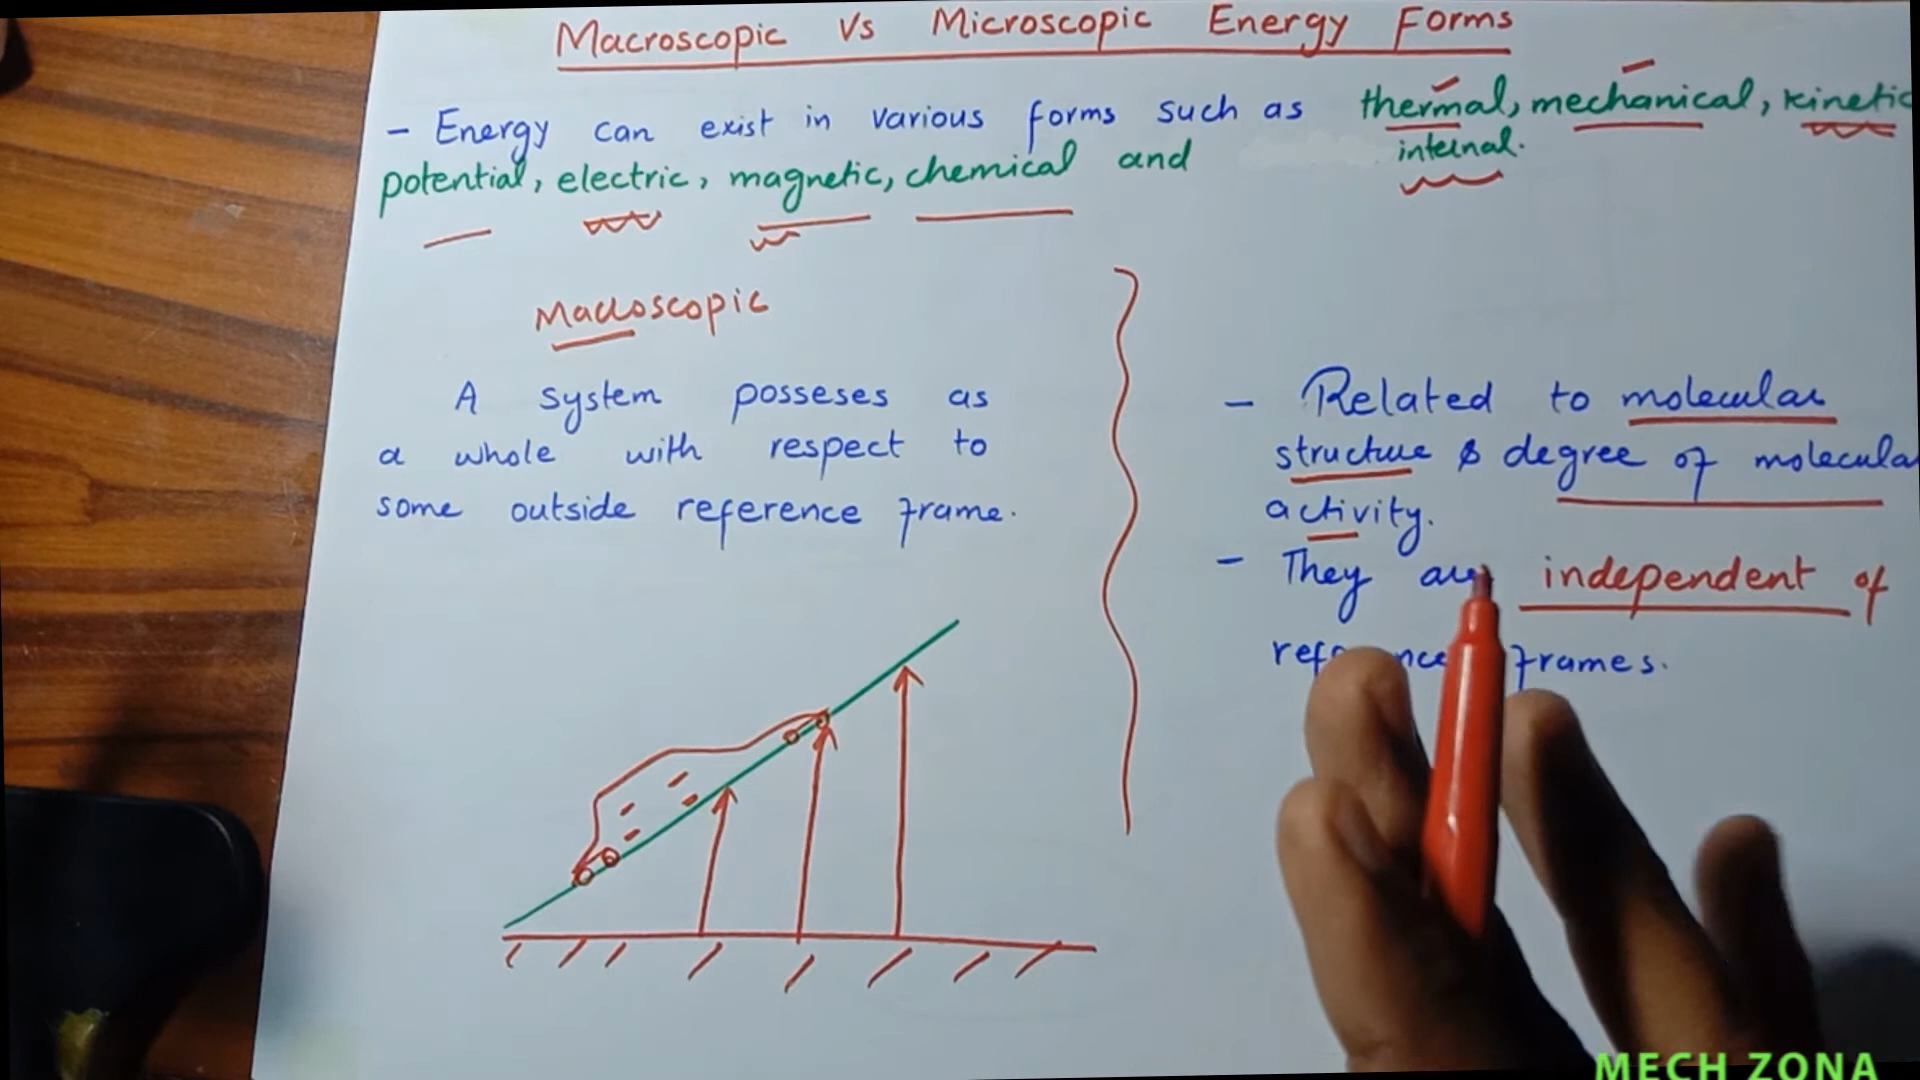 Macroscopic Vs Microscopic Energy Forms
- Energy can exist in various forms such as thermal, mechanical, kinetic
potential, electric, magnetic, chemical and internal.
Macroscopic
A system posseses as
a whole with respect to
some outside reference frame.
- Related to molecular
structure & degree of molecular
activity.
- They are independent of
frames.
MECH ZONA